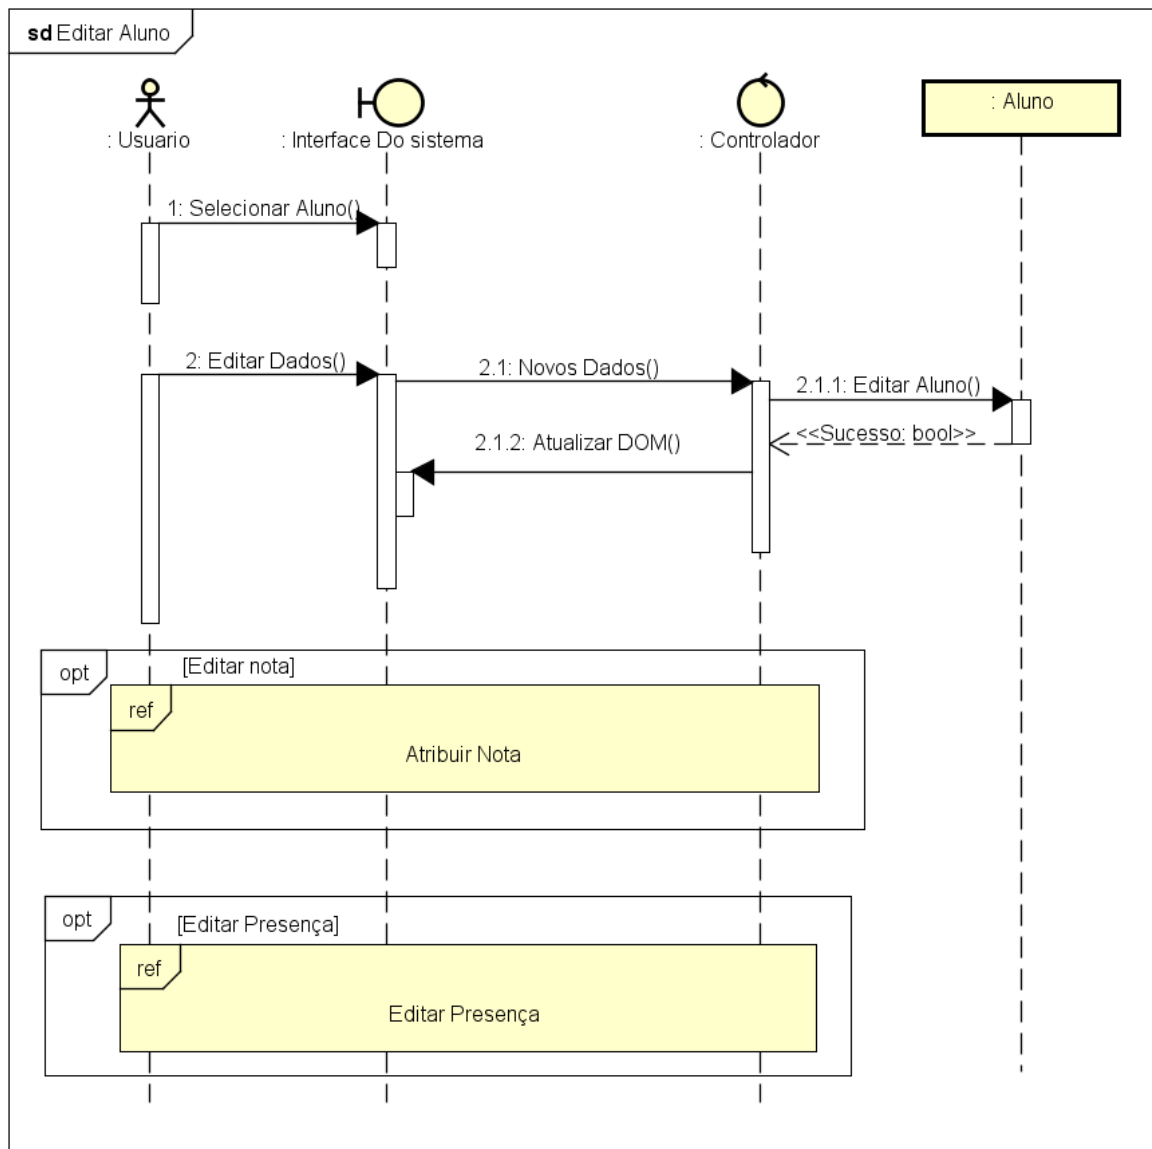 sd Editar Aluno
: Usuario
: Interface Do sistema
: Controlador
: Aluno
1: Selecionar Aluno()
2: Editar Dados()
2.1: Novos Dados()
2.1.1: Editar Aluno()
<<Sucesso: bool>>
2.1.2: Atualizar DOM()
opt
[Editar nota]
ref
Atribuir Nota
opt
[Editar Presença]
ref
Editar Presença